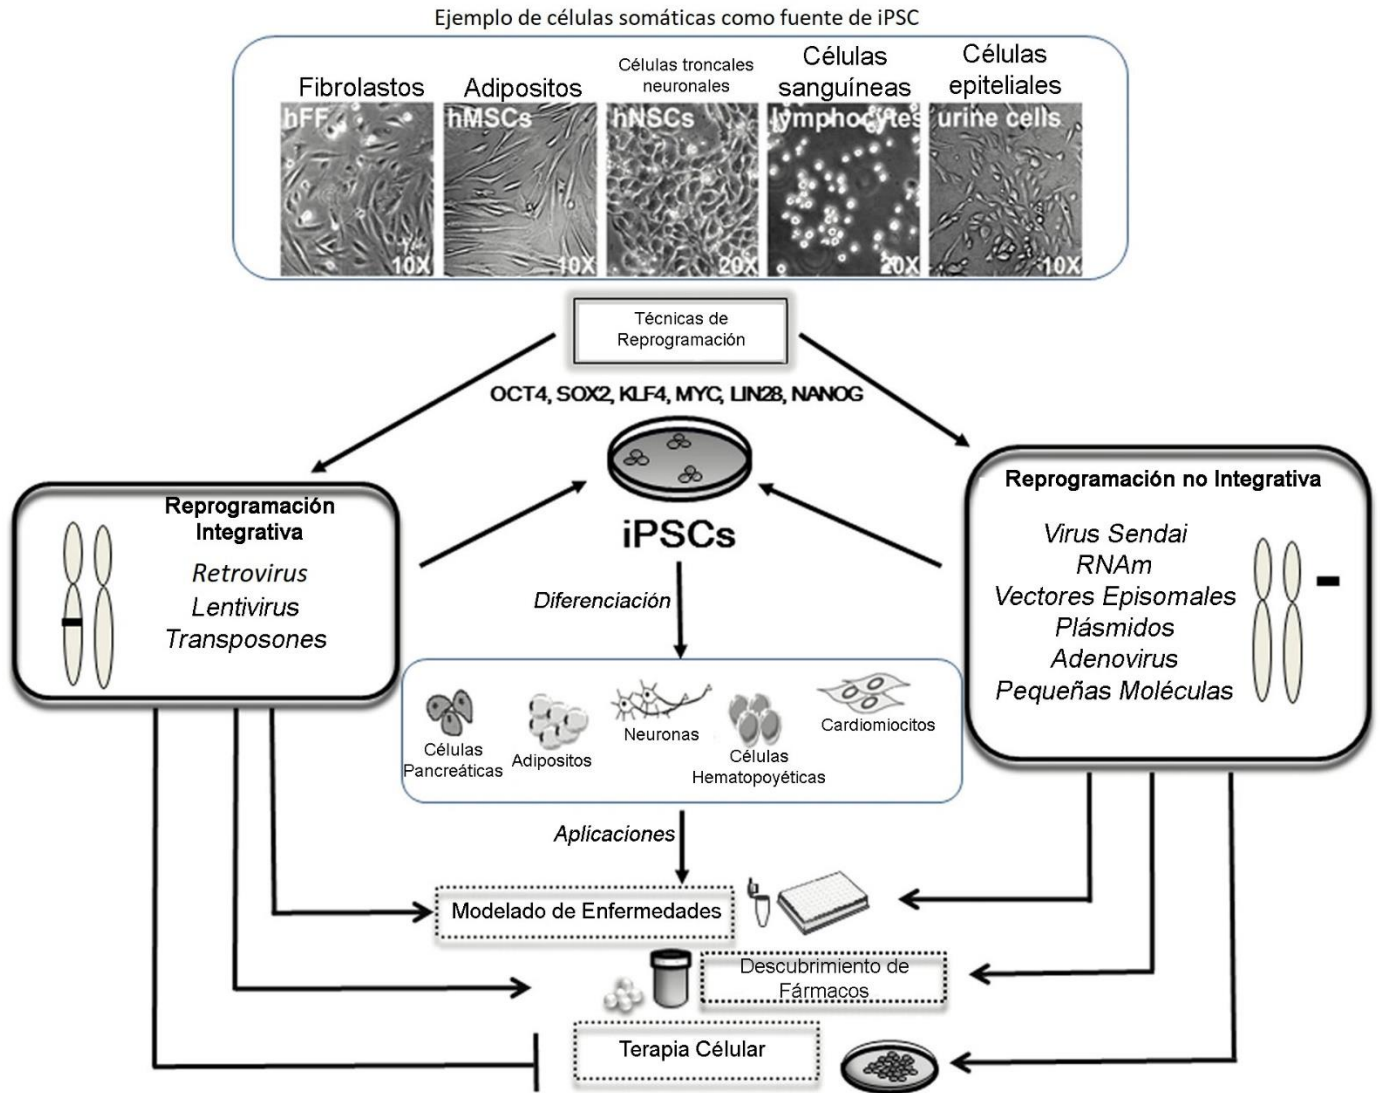 Ejemplo de células somáticas como fuente de iPSC
Fibrolastos
Adipositos
Células troncales
neuronales
Células
sanguíneas
Células
epiteliales
hFF
hMSCs
hNSCs
lymphocytes
urine cells
10X
10X
20X
20X
10X
Técnicas de
Reprogramación
OCT4, SOX2, KLF4, MYC, LIN28, NANOG
iPSCs
Reprogramación
Integrativa
Retrovirus
Lentivirus
Transposones
Reprogramación no Integrativa
Virus Sendai
RNAm
Vectores Episomales
Plásmidos
Adenovirus
Pequeñas Moléculas
Diferenciación
Células
Pancreáticas
Adipositos
Neuronas
Células
Hematopoyéticas
Cardiomiocitos
Aplicaciones
Modelado de Enfermedades
Descubrimiento de
Fármacos
Terapia Célular